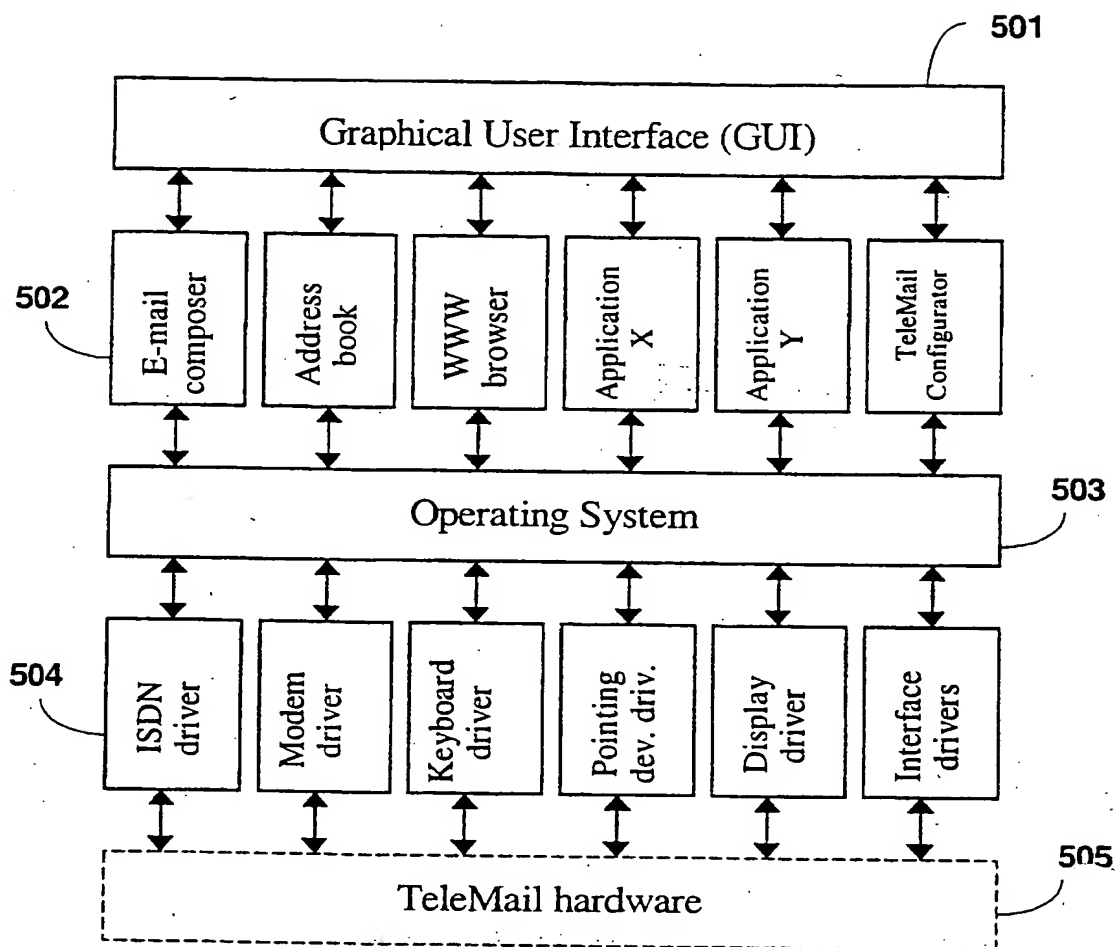 501
Graphical User Interface (GUI)
502
E-mail
composer
Address
book
WWW
browser
Application
X
Application
Y
TeleMail
Configurator
503
Operating System
504
ISDN
driver
Modem
driver
Keyboard
driver
Pointing
dev. driv.
Display
driver
Interface
drivers
505
TeleMail hardware